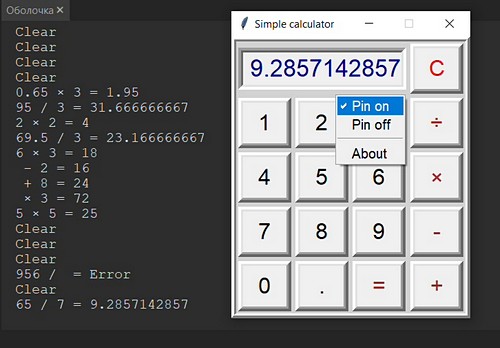 Оболочка ×
Clear
Clear
Clear
Clear
0.65 × 3 = 1.95
95 / 3 = 31.666666667
2 × 2 = 4
69.5 / 3 = 23.166666667
6 × 3 = 18
- 2 = 16
+ 8 = 24
× 3 = 72
5 × 5 = 25
Clear
Clear
Clear
956 /  = Error
Clear
65 / 7 = 9.2857142857
Simple calculator
9.2857142857 C
✓ Pin on
Pin off
About
1 2 ÷
4 5 6 ×
7 8 9 -
0 . = +